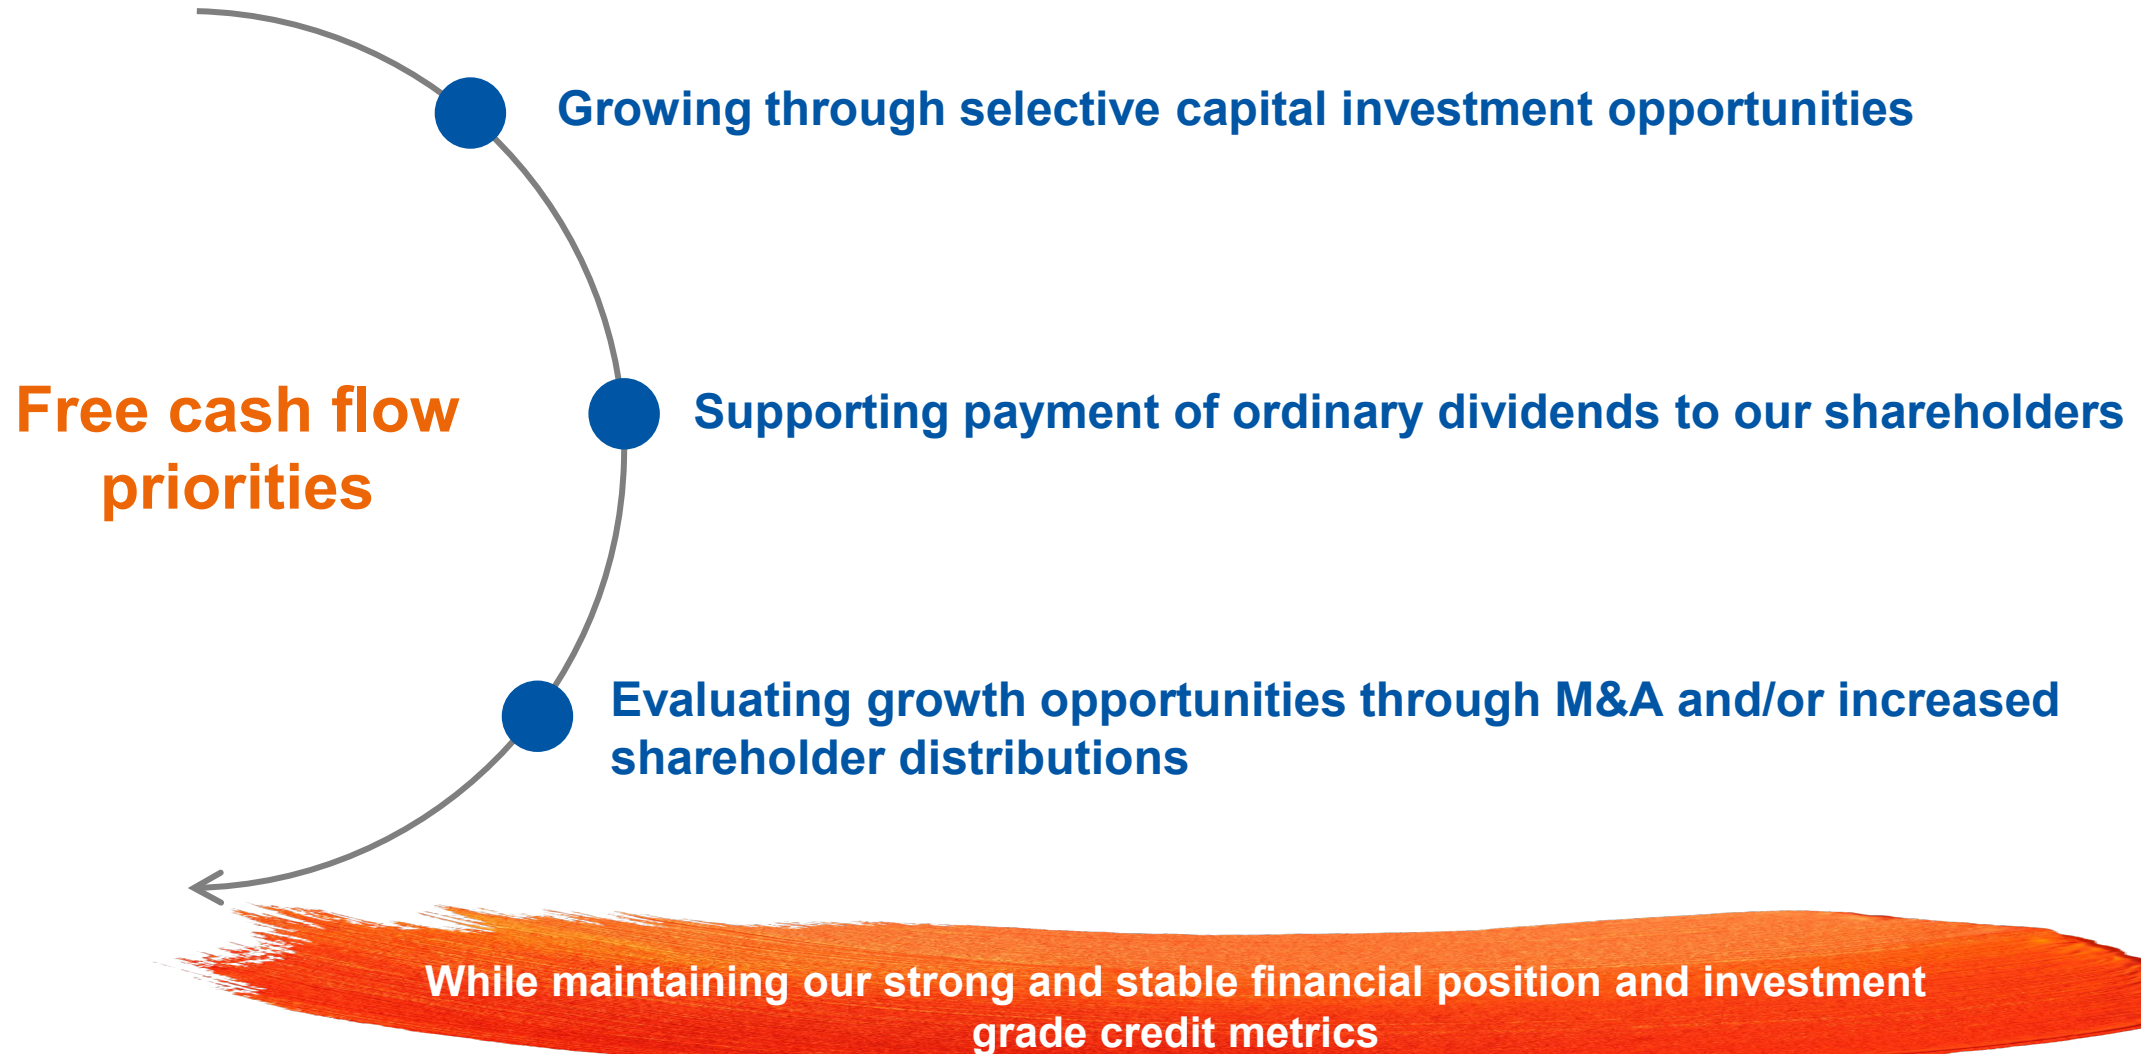 Growing through selective capital investment opportunities
Free cash flow
priorities
Supporting payment of ordinary dividends to our shareholders
Evaluating growth opportunities through M&A and/or increased
shareholder distributions
While maintaining our strong and stable financial position and investment
grade credit metrics